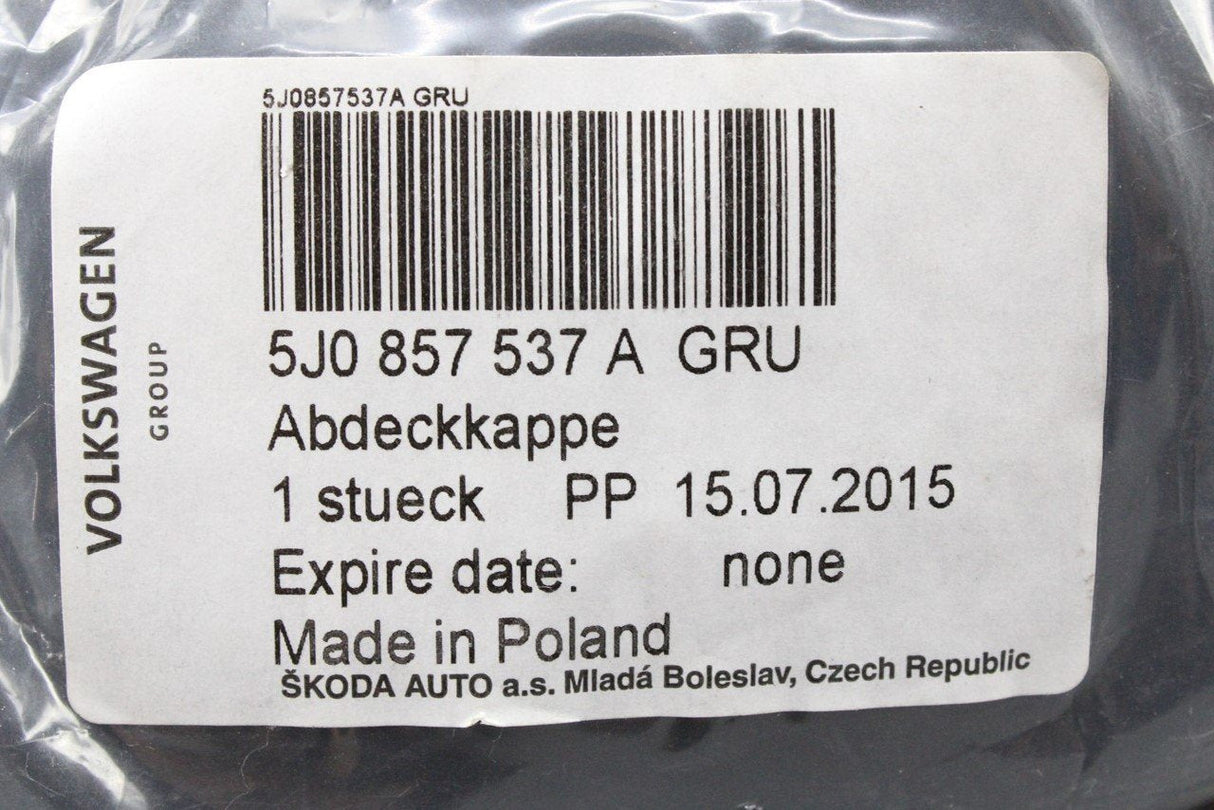 5J0857537A GRU
5J0 857 537 A GRU
Abdeckkappe
1 stueck PP 15.07.2015
Expire date: none
Made in Poland
ŠKODA AUTO a.s. Mladá Boleslav, Czech Republic
VOLKSWAGEN
GROUP